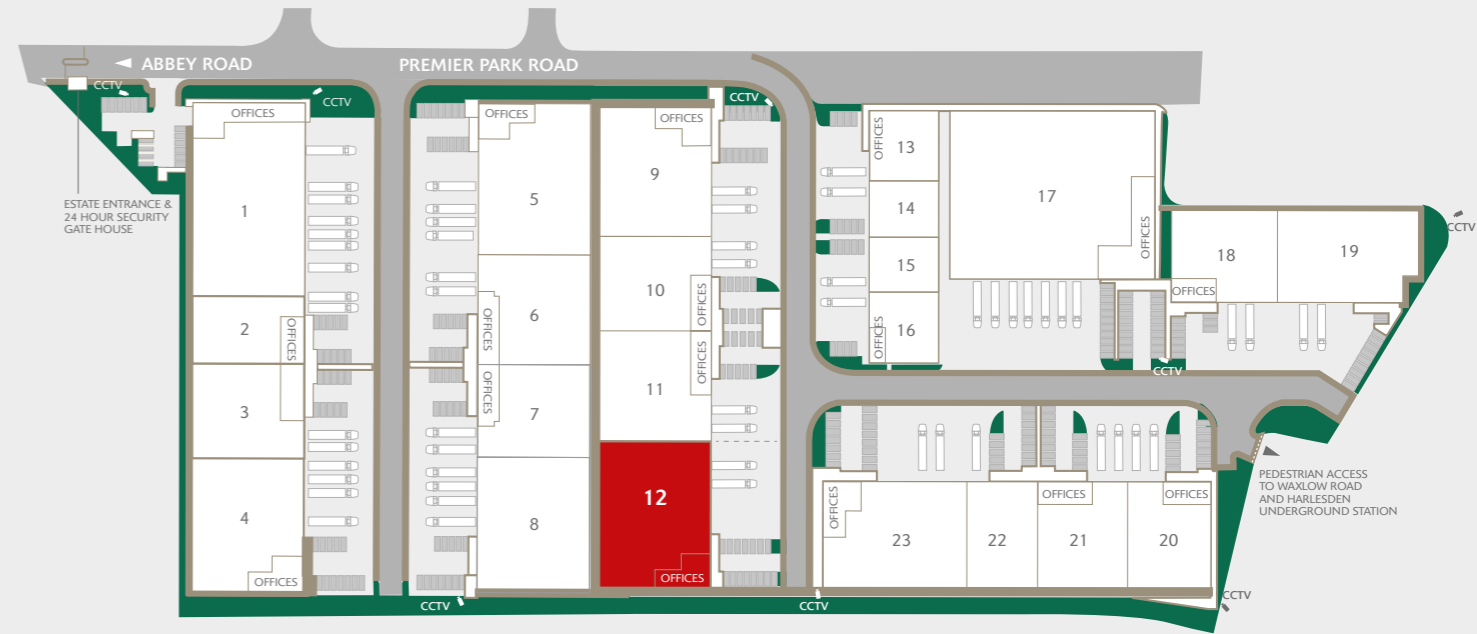 ABBEY ROAD
PREMIER PARK ROAD
CCTV
CCTV
CCTV
ESTATE ENTRANCE &
24 HOUR SECURITY
GATE HOUSE
OFFICES
1
2
OFFICES
3
4
OFFICES
OFFICES
5
6
OFFICES
OFFICES
7
8
OFFICES
9
10
OFFICES
11
OFFICES
12
OFFICES
OFFICES
13
14
15
16
OFFICES
17
OFFICES
18
OFFICES
19
CCTV
CCTV
PEDESTRIAN ACCESS
TO WAXLOW ROAD
AND HARLESDEN
UNDERGROUND STATION
OFFICES
23
22
OFFICES
21
OFFICES
20
CCTV
CCTV
CCTV